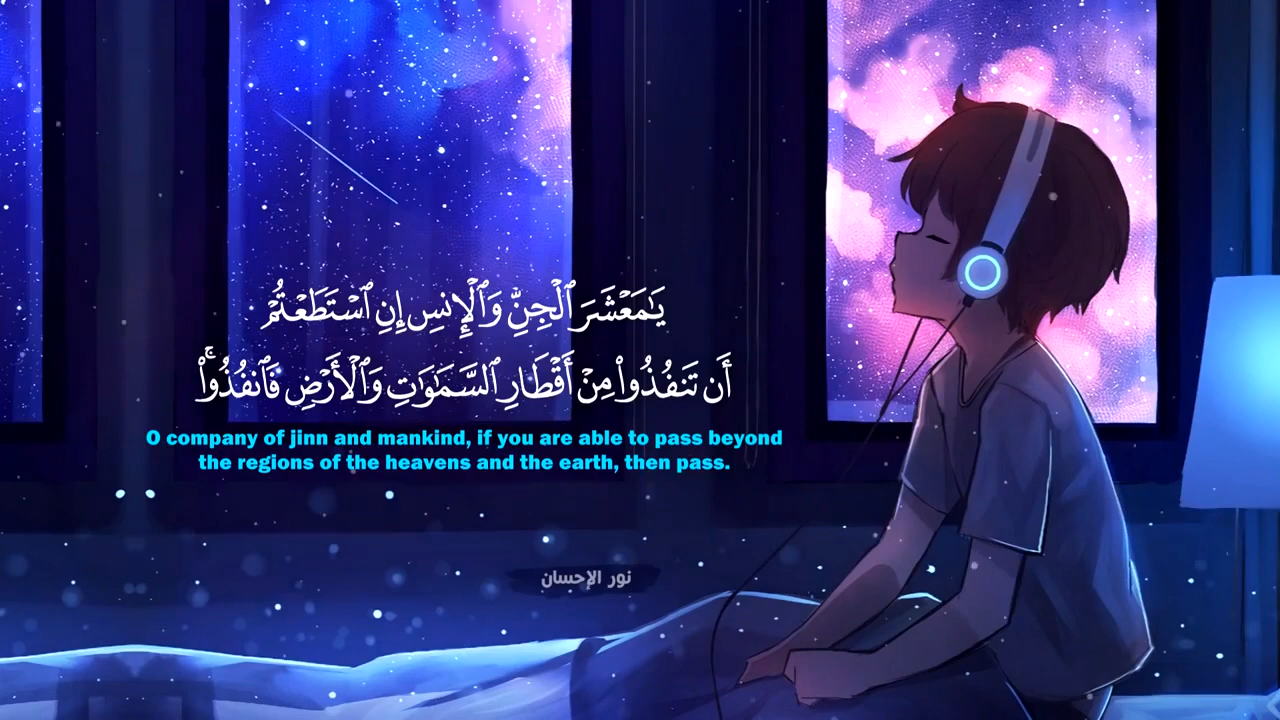 يَٰمَعْشَرَ ٱلْجِنِّ وَٱلْإِنسِ إِنِ ٱسْتَطَعْتُمْ
أَن تَنفُذُوا۟ مِنْ أَقْطَارِ ٱلسَّمَٰوَٰتِ وَٱلْأَرْضِ فَٱنفُذُوا۟ ۚ
O company of jinn and mankind, if you are able to pass beyond
the regions of the heavens and the earth, then pass.
نور الإحسان